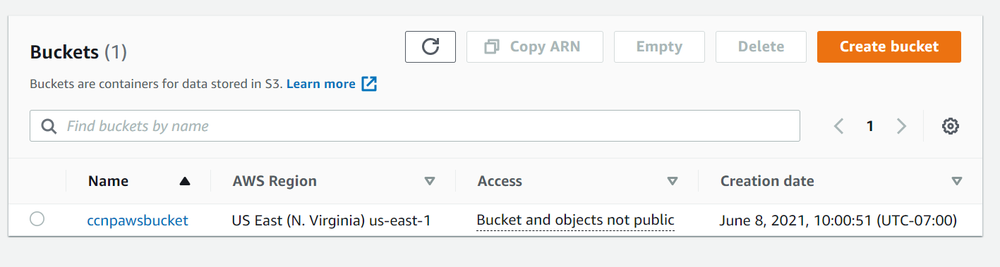 Buckets (1)
Copy ARN
Empty
Delete
Create bucket
Buckets are containers for data stored in S3. Learn more
Find buckets by name
1
Name AWS Region Access Creation date
ccnpawsbucket US East (N. Virginia) us-east-1 Bucket and objects not public June 8, 2021, 10:00:51 (UTC-07:00)